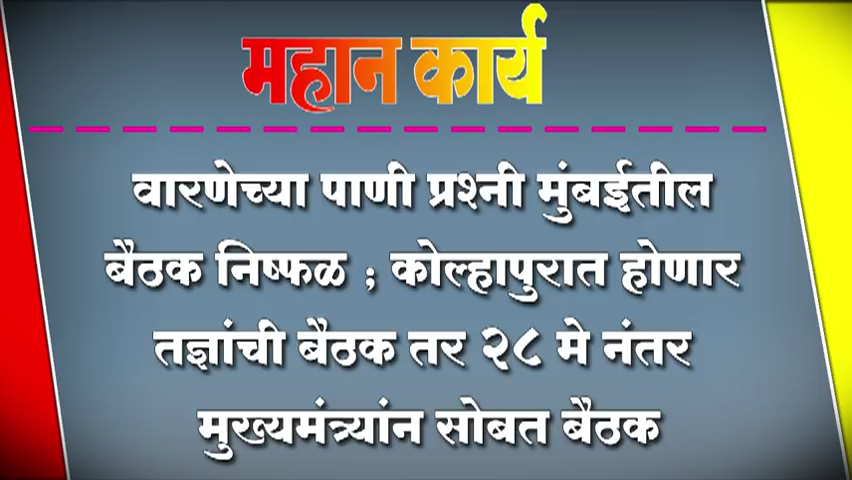 महान कार्य
वारणेच्या पाणी प्रश्नी मुंबईतील
बैठक निष्फळ ; कोल्हापुरात होणार
तज्ञांची बैठक तर २८ मे नंतर
मुख्यमंत्र्यांन सोबत बैठक